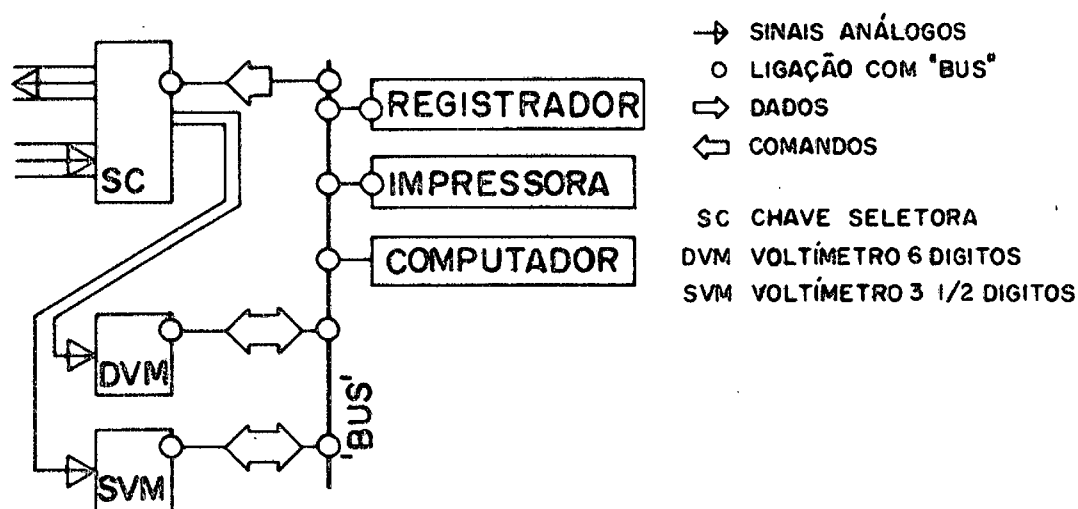 SC
REGISTRADOR
IMPRESSORA
COMPUTADOR
DVM
SVM
'BUS'
SINAIS ANÁLOGOS
LIGAÇÃO COM "BUS"
DADOS
COMANDOS
SC CHAVE SELETORA
DVM VOLTÍMETRO 6 DIGITOS
SVM VOLTÍMETRO 3 1/2 DIGITOS